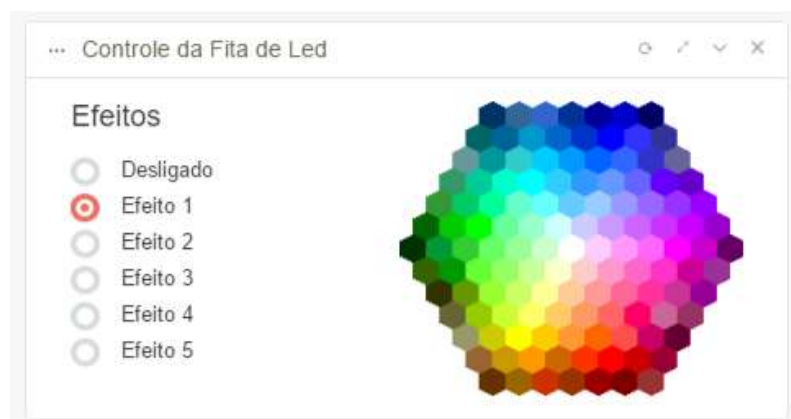 Controle da Fita de Led
Efeitos
Desligado
Efeito 1
Efeito 2
Efeito 3
Efeito 4
Efeito 5